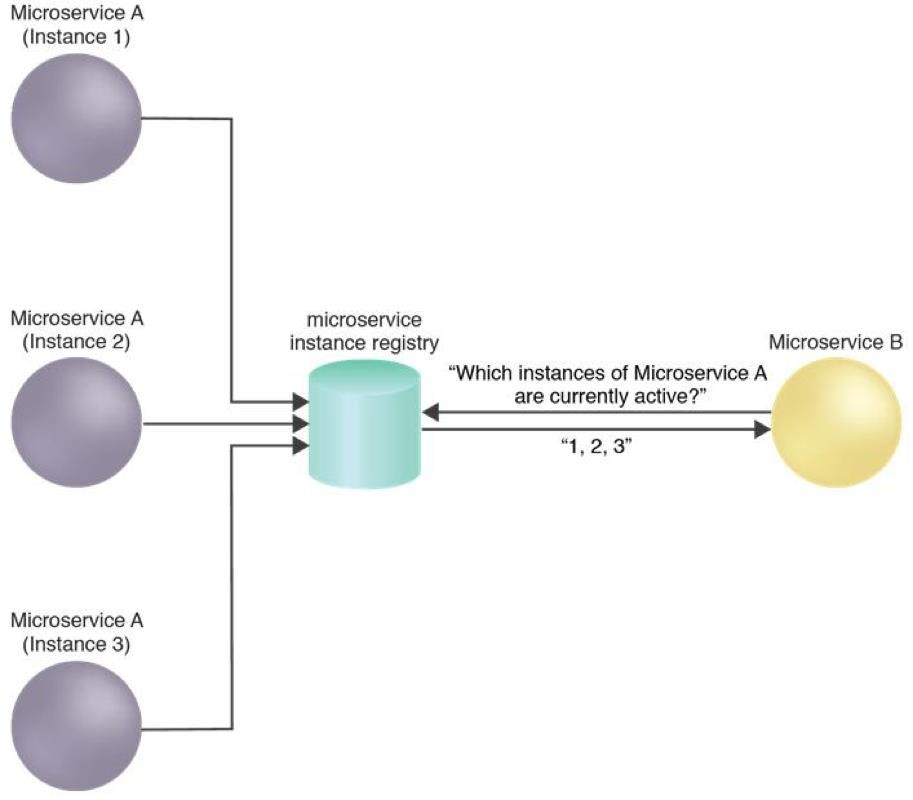 Microservice A
(Instance 1)
Microservice A
(Instance 2)
microservice
instance registry
Microservice B
“Which instances of Microservice A
are currently active?”
“1, 2, 3”
Microservice A
(Instance 3)